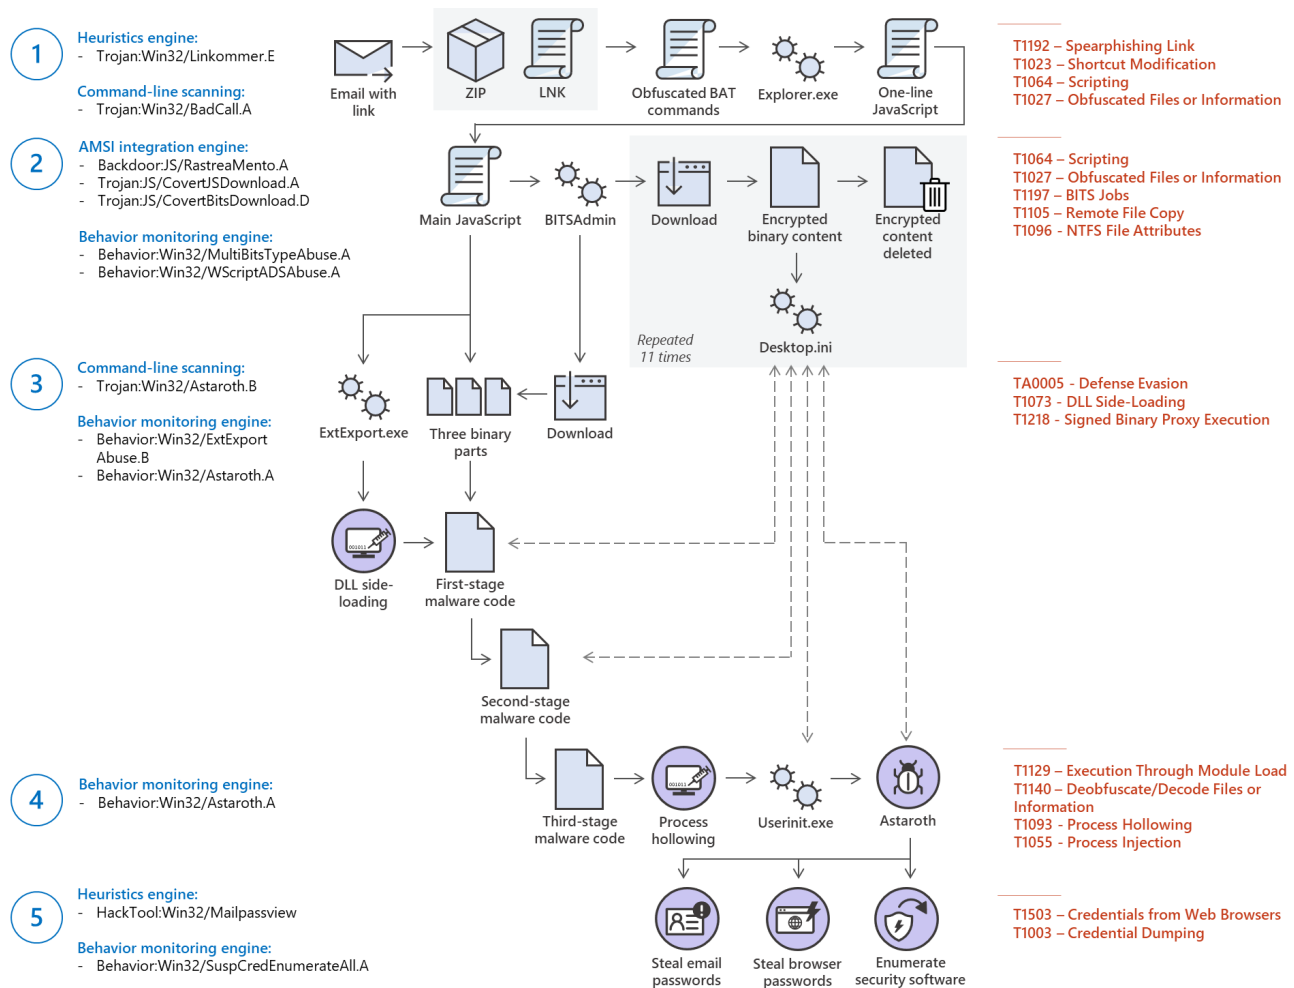 1
Heuristics engine:
- Trojan:Win32/Linkommer.E
Command-line scanning:
- Trojan:Win32/BadCall.A
Email with
link
ZIP
LNK
Obfuscated BAT
commands
Explorer.exe
One-line
JavaScript
T1192 – Spearphishing Link
T1023 – Shortcut Modification
T1064 – Scripting
T1027 – Obfuscated Files or Information
2
AMSI integration engine:
- Backdoor:JS/RastreaMento.A
- Trojan:JS/CovertJSDownload.A
- Trojan:JS/CovertBitsDownload.D
Behavior monitoring engine:
- Behavior:Win32/MultiBitsTypeAbuse.A
- Behavior:Win32/WScriptADSAbuse.A
Main JavaScript
BITSAdmin
Download
Encrypted
binary content
Encrypted
content
deleted
Desktop.ini
Repeated
11 times
T1064 – Scripting
T1027 – Obfuscated Files or Information
T1197 – BITS Jobs
T1105 – Remote File Copy
T1096 – NTFS File Attributes
3
Command-line scanning:
- Trojan:Win32/Astaroth.B
Behavior monitoring engine:
- Behavior:Win32/ExtExport
Abuse.B
- Behavior:Win32/Astaroth.A
ExtExport.exe
Three binary
parts
Download
TA0005 - Defense Evasion
T1073 - DLL Side-Loading
T1218 - Signed Binary Proxy Execution
001011
DLL side-
loading
First-stage
malware code
Second-stage
malware code
4
Behavior monitoring engine:
- Behavior:Win32/Astaroth.A
Third-stage
malware code
001011
Process
hollowing
Userinit.exe
Astaroth
T1129 – Execution Through Module Load
T1140 – Deobfuscate/Decode Files or
Information
T1093 - Process Hollowing
T1055 - Process Injection
5
Heuristics engine:
- HackTool:Win32/Mailpassview
Behavior monitoring engine:
- Behavior:Win32/SuspCredEnumerateAll.A
Steal email
passwords
Steal browser
passwords
Enumerate
security software
T1503 – Credentials from Web Browsers
T1003 – Credential Dumping